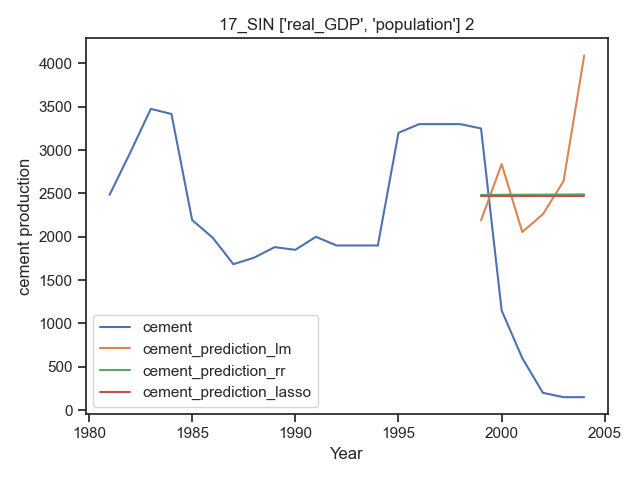 17_SIN ['real_GDP', 'population'] 2
cement production
4000
3500
3000
2500
2000
1500
1000
500
0
cement
cement_prediction_lm
cement_prediction_rr
cement_prediction_lasso
1980
1985
1990
1995
2000
2005
Year